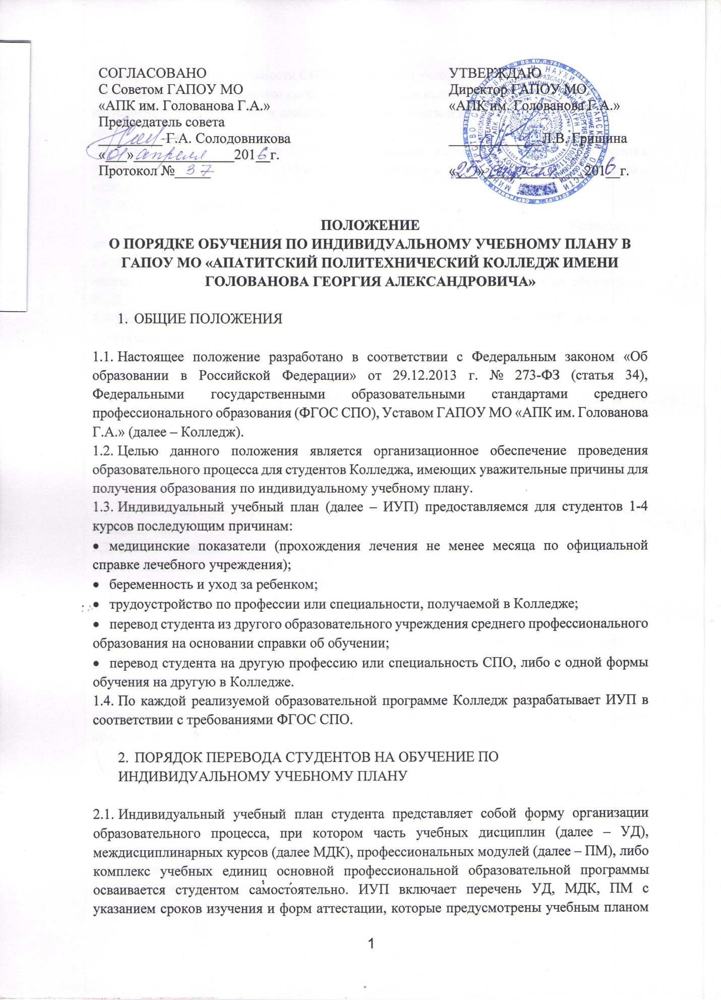 СОГЛАСОВАНО
С Советом ГАПОУ МО
«АПК им. Голованова Г.А.»
Председатель совета
_________ Г.А. Солодовникова
«01»апреля 2016 г.
Протокол № 37
УТВЕРЖДАЮ
Директор ГАПОУ МО
«АПК им. Голованова Г.А.»
_____________Л.В. Гришина
« » 2016 г.
ПОЛОЖЕНИЕ
О ПОРЯДКЕ ОБУЧЕНИЯ ПО ИНДИВИДУАЛЬНОМУ УЧЕБНОМУ ПЛАНУ В
ГАПОУ МО «АПАТИТСКИЙ ПОЛИТЕХНИЧЕСКИЙ КОЛЛЕДЖ ИМЕНИ
ГОЛОВАНОВА ГЕОРГИЯ АЛЕКСАНДРОВИЧА»
1. ОБЩИЕ ПОЛОЖЕНИЯ
1.1. Настоящее положение разработано в соответствии с Федеральным законом «Об
образовании в Российской Федерации» от 29.12.2013 г. № 273-ФЗ (статья 34),
Федеральными государственными образовательными стандартами среднего
профессионального образования (ФГОС СПО), Уставом ГАПОУ МО «АПК им. Голованова
Г.А.» (далее – Колледж).
1.2. Целью данного положения является организационное обеспечение проведения
образовательного процесса для студентов Колледжа, имеющих уважительные причины для
получения образования по индивидуальному учебному плану.
1.3. Индивидуальный учебный план (далее – ИУП) предоставляемся для студентов 1-4
курсов последующим причинам:
• медицинские показатели (прохождения лечения не менее месяца по официальной
справке лечебного учреждения);
• беременность и уход за ребенком;
• трудоустройство по профессии или специальности, получаемой в Колледже;
• перевод студента из другого образовательного учреждения среднего профессионального
образования на основании справки об обучении;
• перевод студента на другую профессию или специальность СПО, либо с одной формы
обучения на другую в Колледже.
1.4. По каждой реализуемой образовательной программе Колледж разрабатывает ИУП в
соответствии с требованиями ФГОС СПО.
2. ПОРЯДОК ПЕРЕВОДА СТУДЕНТОВ НА ОБУЧЕНИЕ ПО
ИНДИВИДУАЛЬНОМУ УЧЕБНОМУ ПЛАНУ
2.1. Индивидуальный учебный план студента представляет собой форму организации
образовательного процесса, при котором часть учебных дисциплин (далее – УД),
междисциплинарных курсов (далее МДК), профессиональных модулей (далее – ПМ), либо
комплекс учебных единиц основной профессиональной образовательной программы
осваивается студентом самостоятельно. ИУП включает перечень УД, МДК, ПМ с
указанием сроков изучения и форм аттестации, которые предусмотрены учебным планом
1